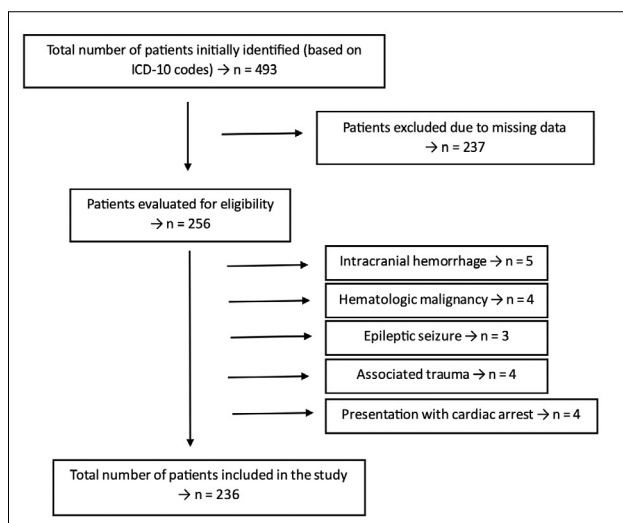 Total number of patients initially identified (based on
ICD-10 codes) → n = 493
Patients excluded due to missing data
→ n = 237
Patients evaluated for eligibility
→ n = 256
Intracranial hemorrhage → n = 5
Hematologic malignancy → n = 4
Epileptic seizure → n = 3
Associated trauma → n = 4
Presentation with cardiac arrest → n = 4
Total number of patients included in the study
→ n = 236